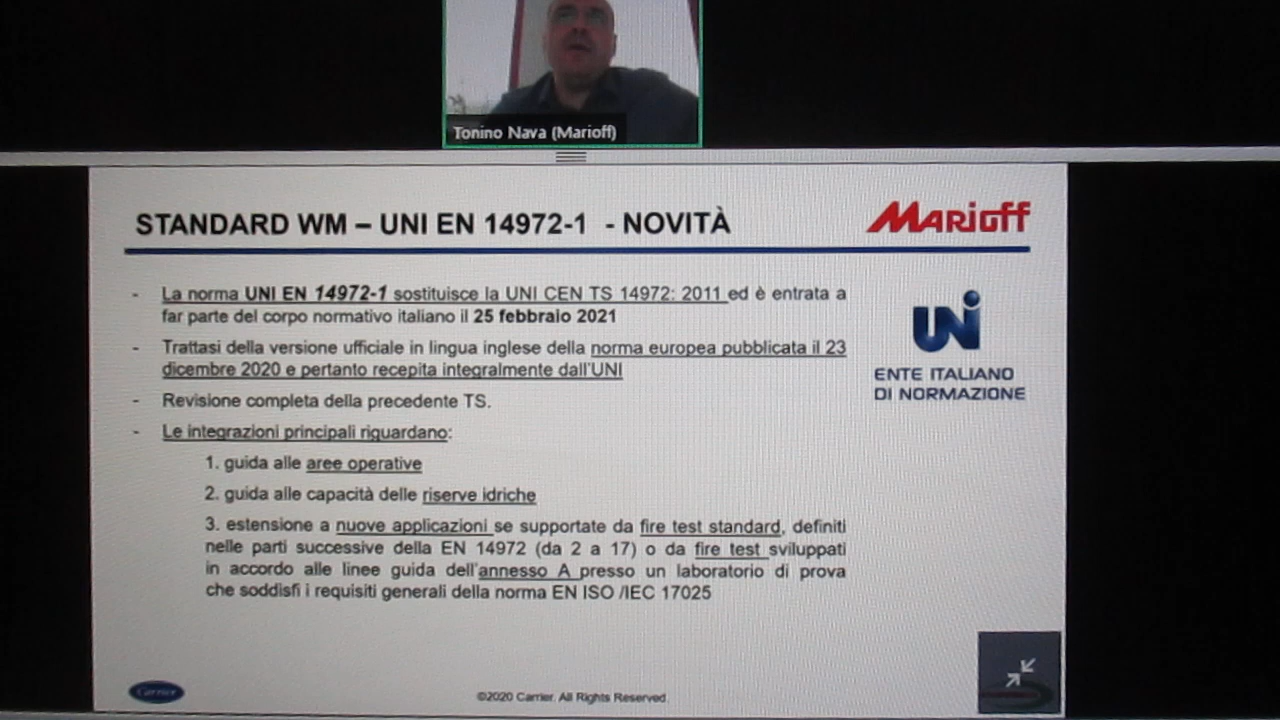 Tonino Nava (Marioff)
STANDARD WM – UNI EN 14972-1 - NOVITÀ
MARiOff
- La norma UNI EN 14972-1 sostituisce la UNI CEN TS 14972: 2011 ed è entrata a
far parte del corpo normativo italiano il 25 febbraio 2021
- Trattasi della versione ufficiale in lingua inglese della norma europea pubblicata il 23
dicembre 2020 e pertanto recepita integralmente dall'UNI
- Revisione completa della precedente TS.
- Le integrazioni principali riguardano:
1. guida alle aree operative
2. guida alle capacità delle riserve idriche
3. estensione a nuove applicazioni se supportate da fire test standard, definiti
nelle parti successive della EN 14972 (da 2 a 17) o da fire test sviluppati
in accordo alle linee guida dell'annesso A presso un laboratorio di prova
che soddisfi i requisiti generali della norma EN ISO /IEC 17025
UNI
ENTE ITALIANO
DI NORMAZIONE
Carrier
©2020 Carrier. All Rights Reserved.